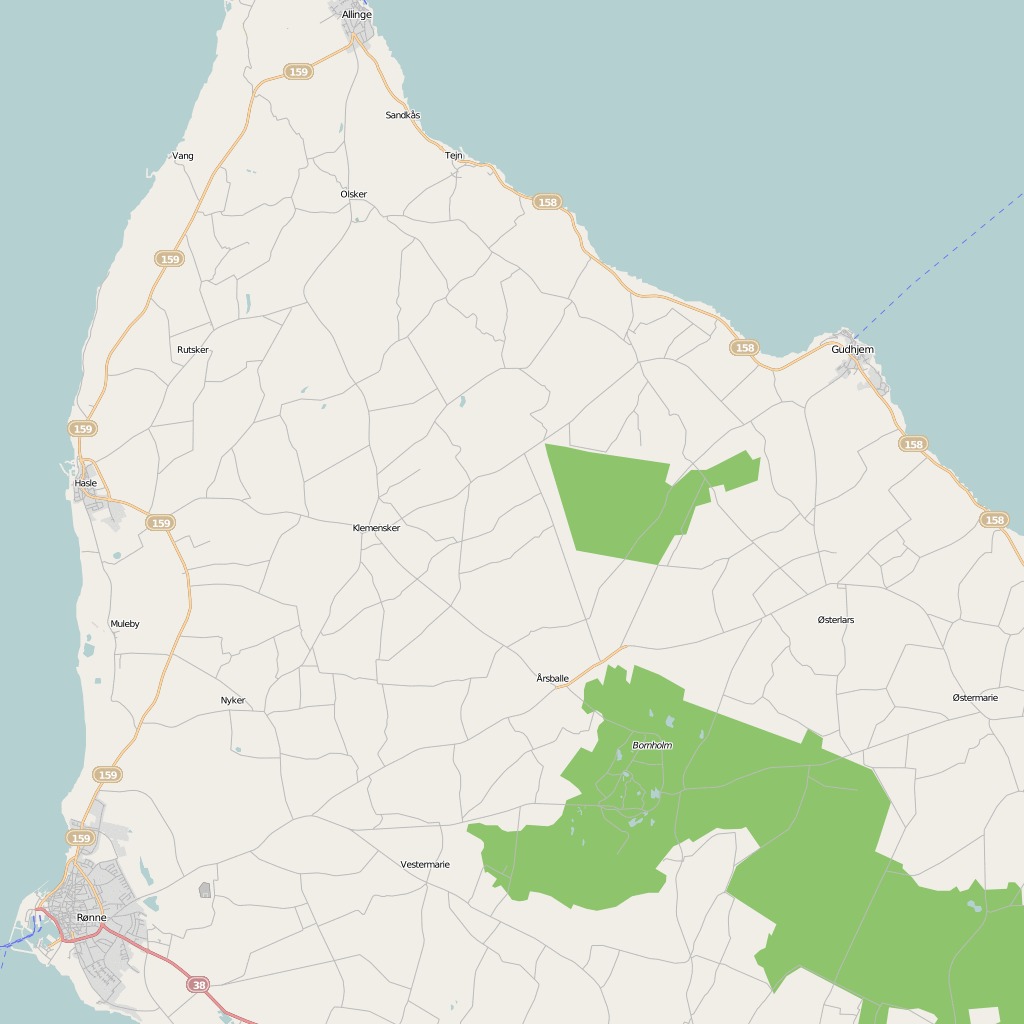 Allinge
159
Sandkås
Vang
Tejn
Olsker
158
159
Rutsker
158
Gudhjem
159
158
Hasle
159
158
Klemensker
Muleby
Østerlars
Årsballe
Nyker
Østermarie
Bornholm
159
159
Vestermarie
Rønne
38